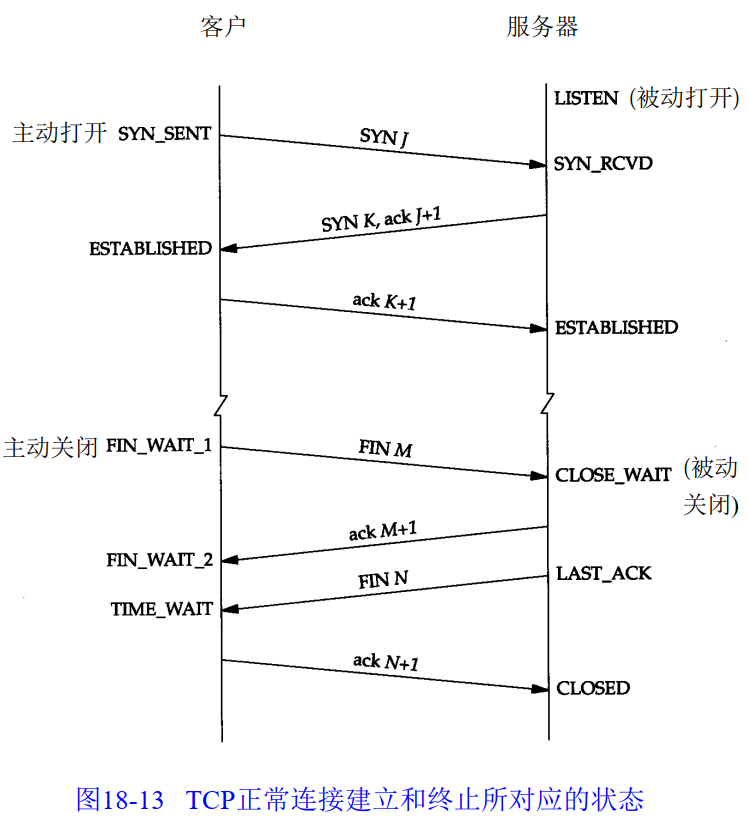 客户 服务器
LISTEN (被动打开)
主动打开 SYN_SENT
SYN J
SYN_RCVD
SYN K, ack J+1
ESTABLISHED
ack K+1
ESTABLISHED
主动关闭 FIN_WAIT_1
FIN M
CLOSE_WAIT (被动
关闭)
ack M+1
FIN_WAIT_2
LAST_ACK
FIN N
TIME_WAIT
ack N+1
CLOSED
图18-13 TCP正常连接建立和终止所对应的状态